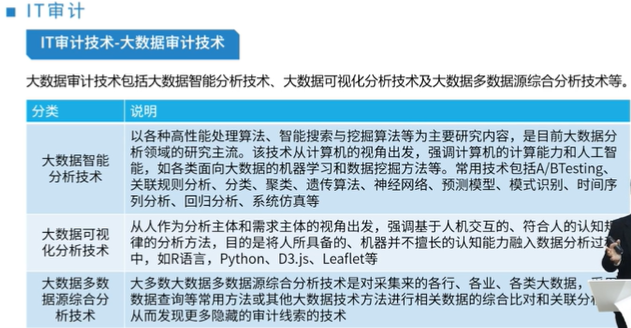 IT审计
IT审计技术-大数据审计技术
大数据审计技术包括大数据智能分析技术、大数据可视化分析技术及大数据多数据源综合分析技术等。
分类
说明
大数据智能
分析技术
以各种高性能处理算法、智能搜索与挖掘算法等为主要研究内容，是目前大数据分
析领域的研究主流。该技术从计算机的视角出发，强调计算机的计算能力和人工智
能，如各类面向大数据的机器学习和数据挖掘方法等。常用技术包括A/BTesting、
关联规则分析、分类、聚类、遗传算法、神经网络、预测模型、模式识别、时间序
列分析、回归分析、系统仿真等
大数据可视
化分析技术
从人作为分析主体和需求主体的视角出发，强调基于人机交互的、符合人的认知规
律的分析方法，目的是将人所具备的、机器并不擅长的认知能力融入数据分析过
中，如R语言，Python、D3.js、Leaflet等
大数据多数
据源综合分
析技术
大多数大数据多数据源综合分析技术是对采集来的各行、各业、各类大数据，
数据查询等常用方法或其他大数据技术方法进行相关数据的综合比对和关联分
从而发现更多隐藏的审计线索的技术